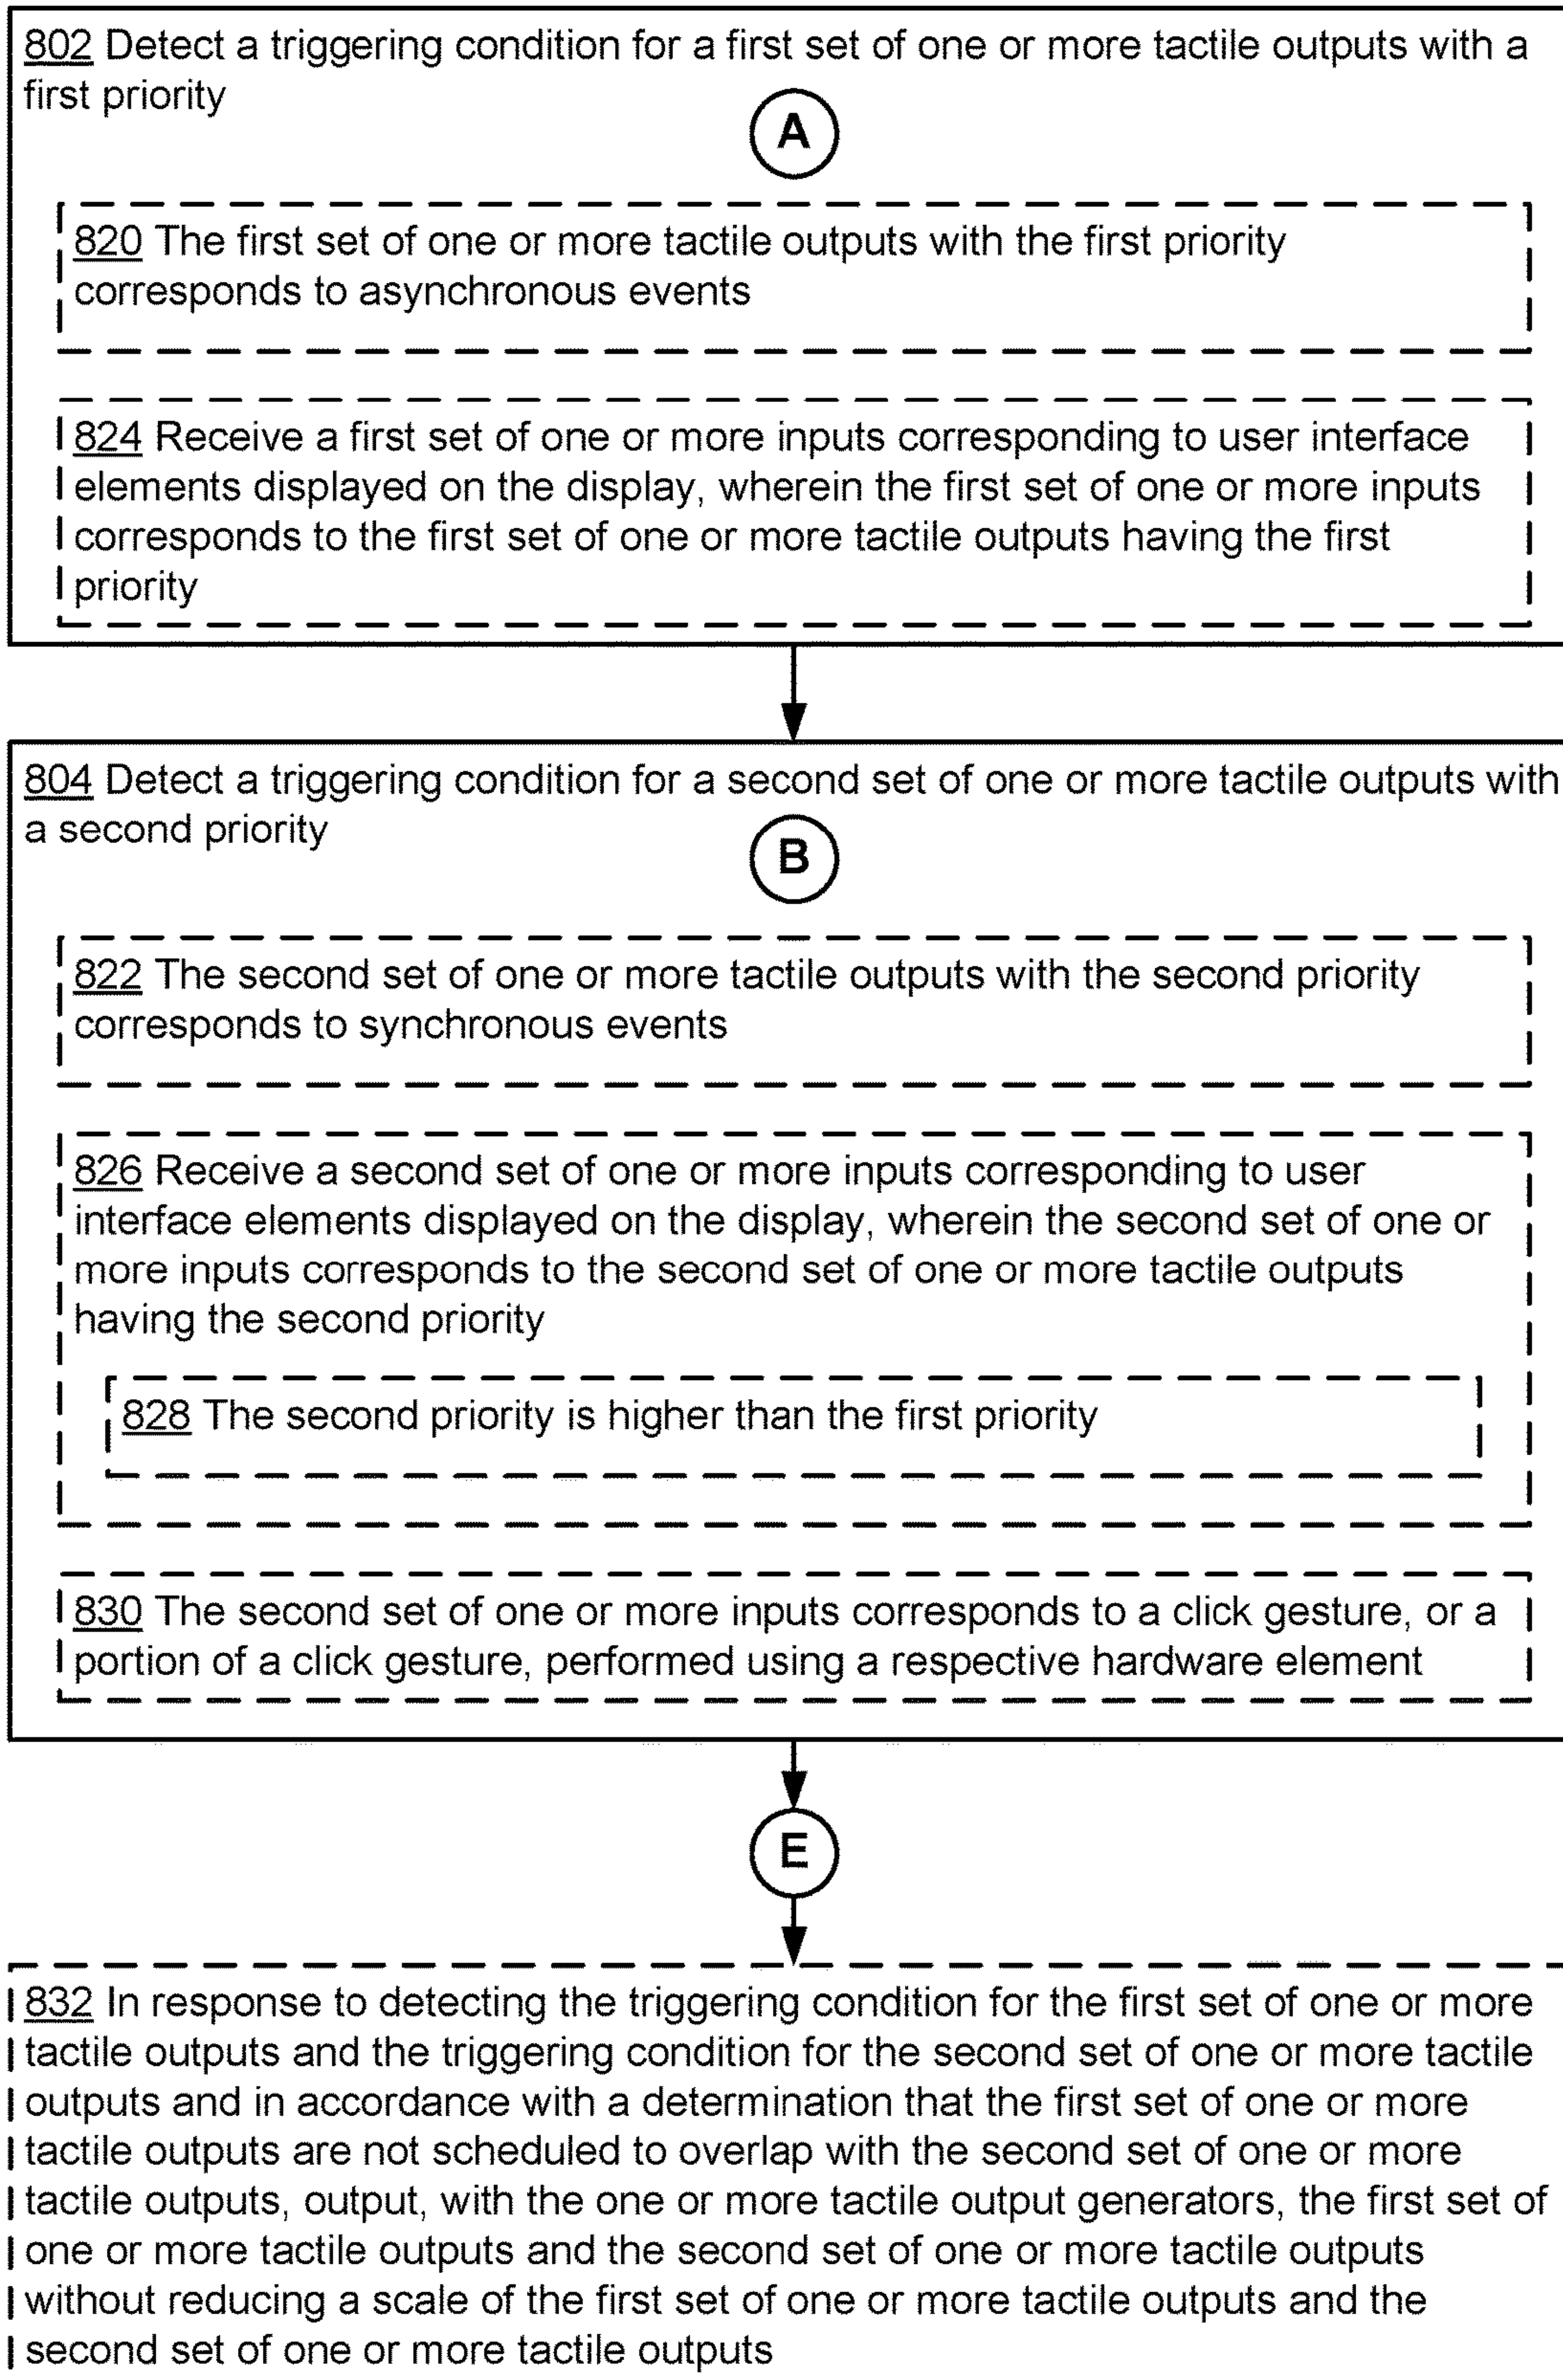 802 Detect a triggering condition for a first set of one or more tactile outputs with a
first priority
A
820 The first set of one or more tactile outputs with the first priority
corresponds to asynchronous events
824 Receive a first set of one or more inputs corresponding to user interface
elements displayed on the display, wherein the first set of one or more inputs
corresponds to the first set of one or more tactile outputs having the first
priority
804 Detect a triggering condition for a second set of one or more tactile outputs with
a second priority
B
822 The second set of one or more tactile outputs with the second priority
corresponds to synchronous events
826 Receive a second set of one or more inputs corresponding to user
interface elements displayed on the display, wherein the second set of one or
more inputs corresponds to the second set of one or more tactile outputs
having the second priority
828 The second priority is higher than the first priority
830 The second set of one or more inputs corresponds to a click gesture, or a
portion of a click gesture, performed using a respective hardware element
E
832 In response to detecting the triggering condition for the first set of one or more
tactile outputs and the triggering condition for the second set of one or more tactile
outputs and in accordance with a determination that the first set of one or more
tactile outputs are not scheduled to overlap with the second set of one or more
tactile outputs, output, with the one or more tactile output generators, the first set of
one or more tactile outputs and the second set of one or more tactile outputs
without reducing a scale of the first set of one or more tactile outputs and the
second set of one or more tactile outputs